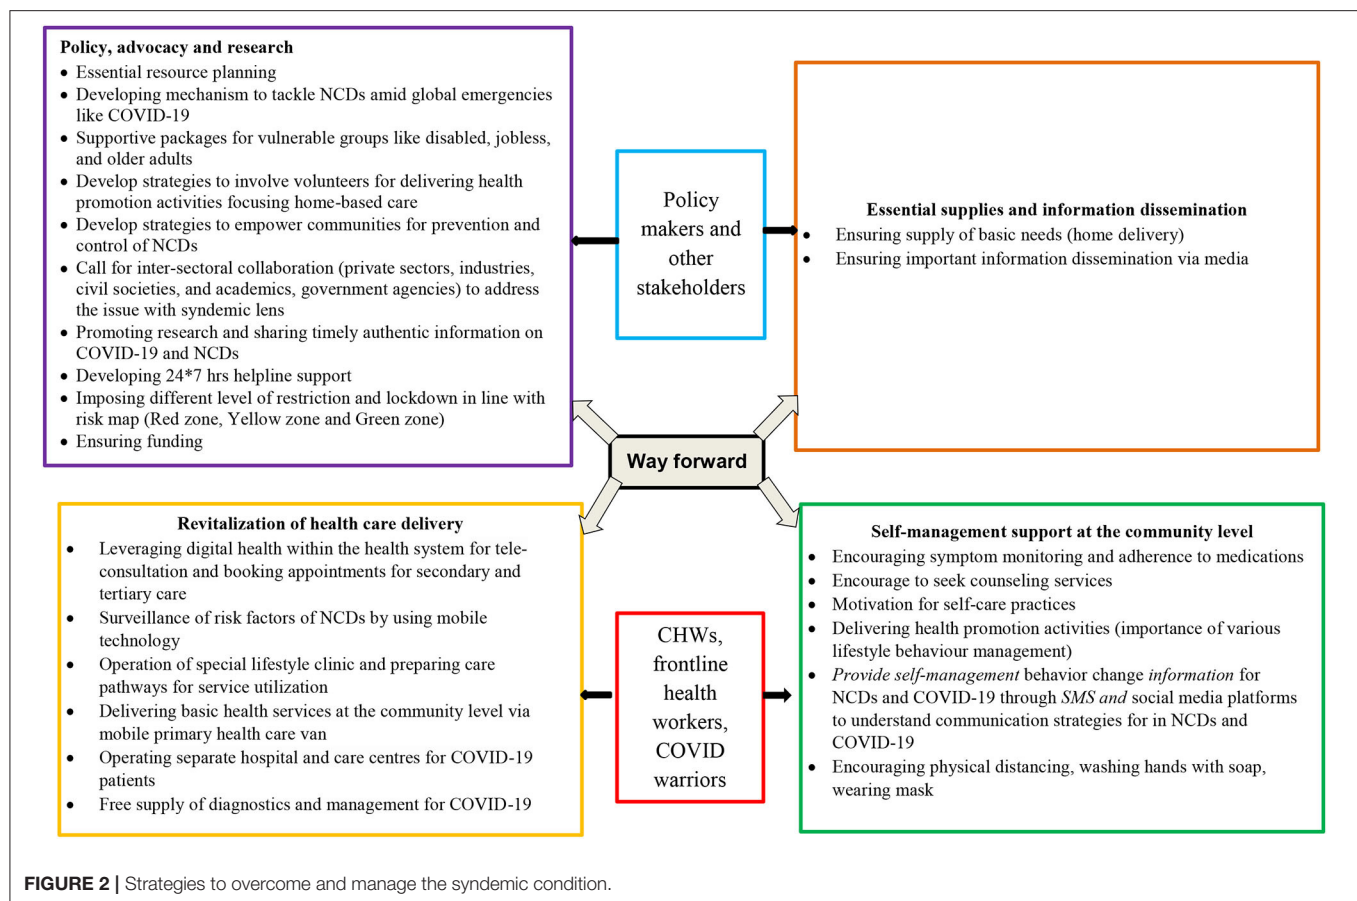 Policy, advocacy and research
• Essential resource planning
• Developing mechanism to tackle NCDs amid global emergencies
like COVID-19
• Supportive packages for vulnerable groups like disabled, jobless,
and older adults
• Develop strategies to involve volunteers for delivering health
promotion activities focusing home-based care
• Develop strategies to empower communities for prevention and
control of NCDs
• Call for inter-sectoral collaboration (private sectors, industries,
civil societies, and academics, government agencies) to address
the issue with syndemic lens
• Promoting research and sharing timely authentic information on
COVID-19 and NCDs
• Developing 24*7 hrs helpline support
• Imposing different level of restriction and lockdown in line with
risk map (Red zone, Yellow zone and Green zone)
• Ensuring funding
Policy
makers and
other
stakeholders
Essential supplies and information dissemination
• Ensuring supply of basic needs (home delivery)
• Ensuring important information dissemination via media
Way forward
Revitalization of health care delivery
• Leveraging digital health within the health system for tele-
consultation and booking appointments for secondary and
tertiary care
• Surveillance of risk factors of NCDs by using mobile
technology
• Operation of special lifestyle clinic and preparing care
pathways for service utilization
• Delivering basic health services at the community level via
mobile primary health care van
• Operating separate hospital and care centres for COVID-19
patients
• Free supply of diagnostics and management for COVID-19
CHWs,
frontline
health
workers,
COVID
warriors
Self-management support at the community level
• Encouraging symptom monitoring and adherence to medications
• Encourage to seek counseling services
• Motivation for self-care practices
• Delivering health promotion activities (importance of various
lifestyle behaviour management)
• Provide self-management behavior change information for
NCDs and COVID-19 through SMS and social media platforms
to understand communication strategies for in NCDs and
COVID-19
• Encouraging physical distancing, washing hands with soap,
wearing mask
FIGURE 2 | Strategies to overcome and manage the syndemic condition.